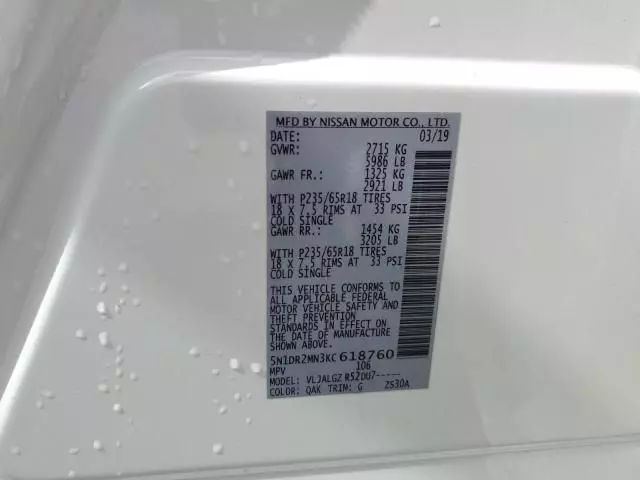 MFD BY NISSAN MOTOR CO., LTD.
DATE: 03/19
GVWR: 2715 KG
5986 LB
GAWR FR.: 1325 KG
2921 LB
WITH P235/65R18 TIRES
18 X 7.5 RIMS AT 33 PSI
COLD SINGLE
GAWR RR.: 1454 KG
3205 LB
WITH P235/65R18 TIRES
18 X 7.5 RIMS AT 33 PSI
COLD SINGLE
THIS VEHICLE CONFORMS TO
ALL APPLICABLE FEDERAL
MOTOR VEHICLE SAFETY AND
THEFT PREVENTION
STANDARDS IN EFFECT ON
THE DATE OF MANUFACTURE
SHOWN ABOVE.
5N1DR2MN3KC618760
MPV 106
MODEL: VLJALGZ R52DU7-----
COLOR: QAK TRIM: G ZS30A